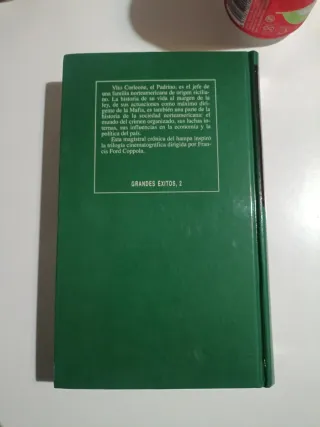 Vito Corleone, el Padrino, es el jefe de
una familia norteamericana de origen sicilia-
no. La historia de su vida al margen de la
ley, de sus actuaciones como máximo diri-
gente de la Mafia, es también una parte de la
historia de la sociedad norteamericana: el
mundo del crimen organizado, sus luchas in-
ternas, sus influencias en la economía y la
política del país.
Esta magistral crónica del hampa inspiró
la trilogía cinematográfica dirigida por Fran-
cis Ford Coppola.
GRANDES ÉXITOS, 2